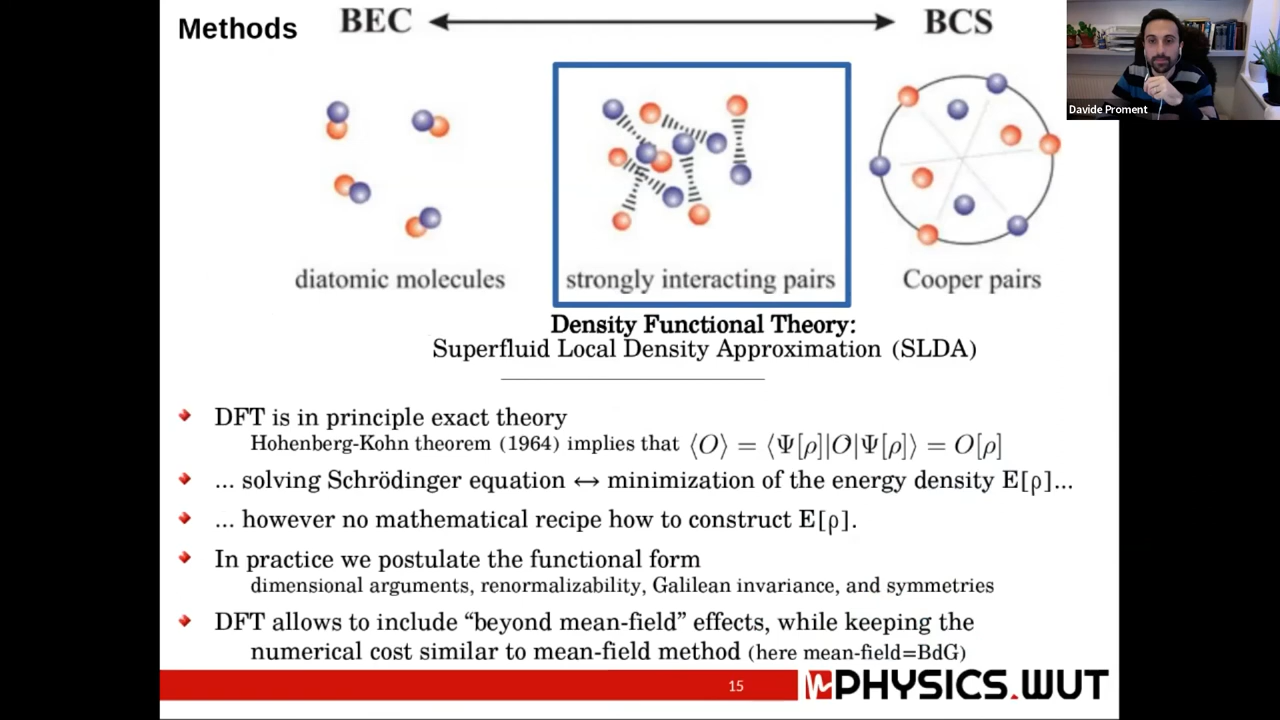 Methods
BEC
BCS
Davide Proment
diatomic molecules
strongly interacting pairs
Cooper pairs
Density Functional Theory:
Superfluid Local Density Approximation (SLDA)
DFT is in principle exact theory
Hohenberg-Kohn theorem (1964) implies that ⟨O⟩ = ⟨Ψ[ρ]|O|Ψ[ρ]⟩ = O[ρ]
... solving Schrödinger equation ↔ minimization of the energy density E[ρ]...
... however no mathematical recipe how to construct E[ρ].
In practice we postulate the functional form
dimensional arguments, renormalizability, Galilean invariance, and symmetries
DFT allows to include “beyond mean-field” effects, while keeping the
numerical cost similar to mean-field method (here mean-field=BdG)
15
PHYSICS.WUT